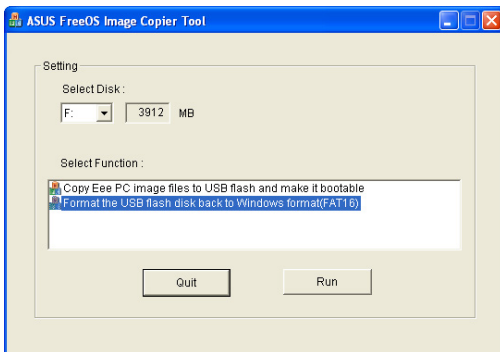 ASUS FreeOS Image Copier Tool
Setting
Select Disk :
F: 3912 MB
Select Function :
Copy Eee PC image files to USB flash and make it bootable
Format the USB flash disk back to Windows format(FAT16)
Quit Run